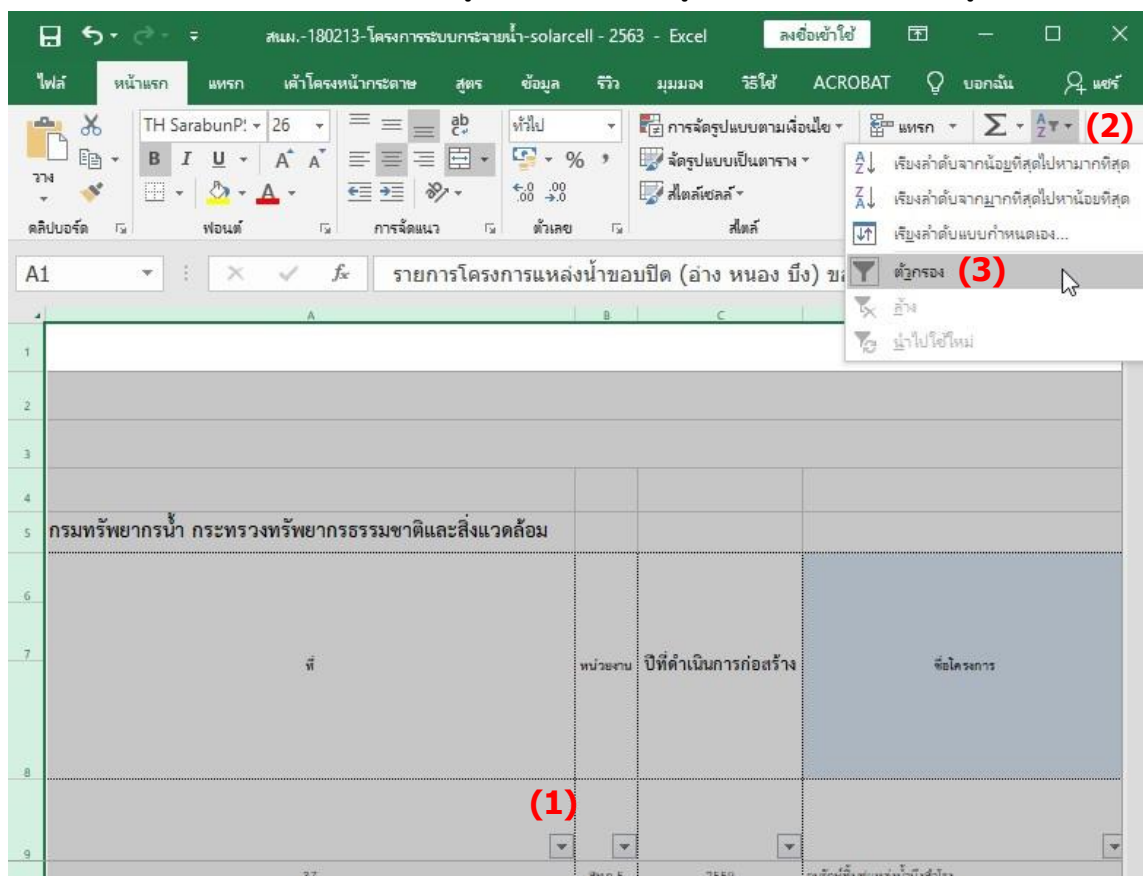 สนผ.-180213-โครงการระบบกระจายน้ำ-solarcell - 2563 - Excel ลงชื่อเข้าใช้
ไฟล์ หน้าแรก แทรก เค้าโครงหน้ากระดาษ สูตร ข้อมูล รีวิว มุมมอง วิธีใช้ ACROBAT บอกฉัน แชร์
วาง TH SarabunP: 26 ab ทั่วไป การจัดรูปแบบตามเงื่อนไข แทรก Σ (2)
B I U A A % จัดรูปแบบเป็นตาราง
A สไตล์เซลล์
คลิปบอร์ด ฟอนต์ การจัดแนว ตัวเลข สไตล์
เรียงลำดับจากน้อยที่สุดไปหามากที่สุด
เรียงลำดับจากมากที่สุดไปหาน้อยที่สุด
เรียงลำดับแบบกำหนดเอง...
ตัวกรอง (3)
ล้าง
นำไปใช้ใหม่
A1 fx รายการโครงการแหล่งน้ำขอบปิด (อ่าง หนอง บึง)
A B C
1
2
3
4
5 กรมทรัพยากรน้ำ กระทรวงทรัพยากรธรรมชาติและสิ่งแวดล้อม
6
7 ที่ หน่วยงาน ปีที่ดำเนินการก่อสร้าง ชื่อโครงการ
8
(1)
9
37 2559